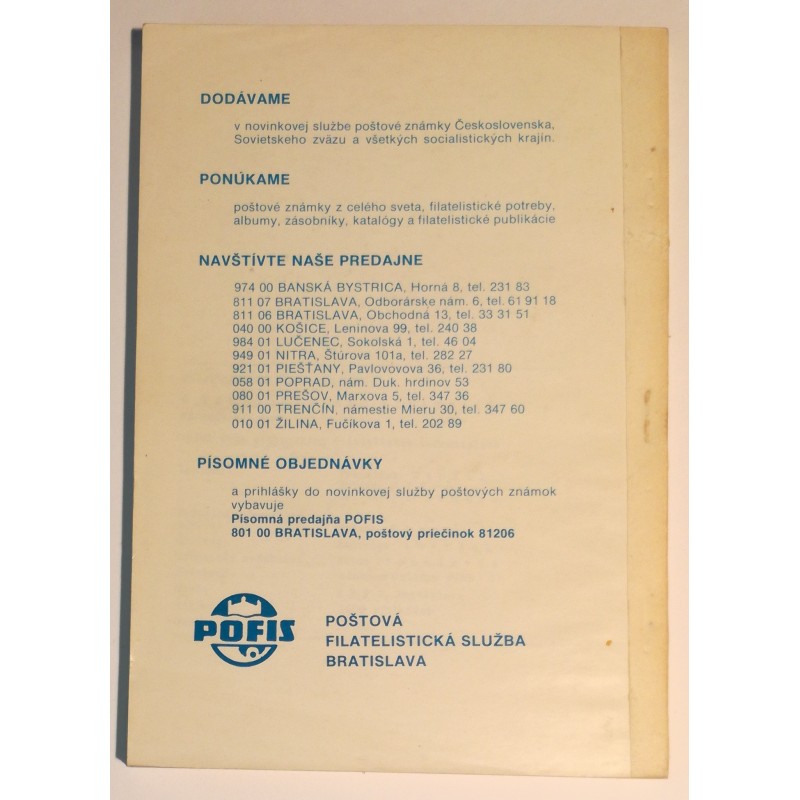 DODÁVAME
v novinkovej službe poštové známky Československa,
Sovietskeho zväzu a všetkých socialistických krajín.
PONÚKAME
poštové známky z celého sveta, filatelistické potreby,
albumy, zásobníky, katalógy a filatelistické publikácie
NAVŠTÍVTE NAŠE PREDAJNE
974 00 BANSKÁ BYSTRICA, Horná 8, tel. 231 83
811 07 BRATISLAVA, Odborárske nám. 6, tel. 61 91 18
811 06 BRATISLAVA, Obchodná 13, tel. 33 31 51
040 00 KOŠICE, Leninova 99, tel. 240 38
984 01 LUČENEC, Sokolská 1, tel. 46 04
949 01 NITRA, Štúrova 101a, tel. 282 27
921 01 PIEŠŤANY, Pavlovovova 36, tel. 231 80
058 01 POPRAD, nám. Duk. hrdinov 53
080 01 PREŠOV, Marxova 5, tel. 347 36
911 00 TRENČÍN, námestie Mieru 30, tel. 347 60
010 01 ŽILINA, Fučíkova 1, tel. 202 89
PÍSOMNÉ OBJEDNÁVKY
a prihlášky do novinkovej služby poštových známok
vybavuje
Písomná predajňa POFIS
801 00 BRATISLAVA, poštový priečinok 81206
POFIS
POŠTOVÁ
FILATELISTICKÁ SLUŽBA
BRATISLAVA